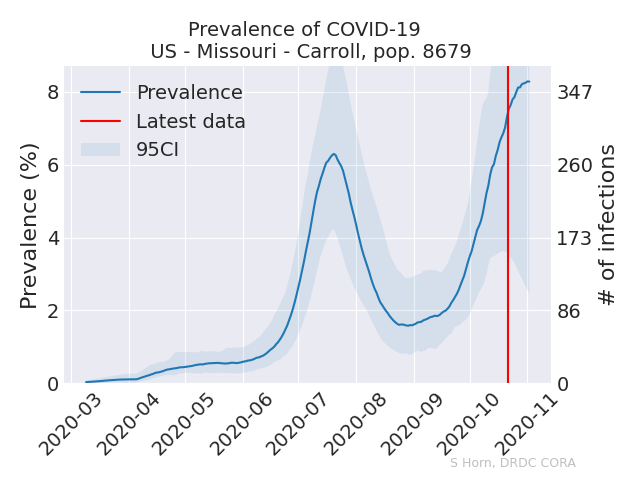 Prevalence of COVID-19
US - Missouri - Carroll, pop. 8679
Prevalence
Latest data
95CI
Prevalence (%)
8
6
4
2
0
347
260
173
86
0
# of infections
2020-03
2020-04
2020-05
2020-06
2020-07
2020-08
2020-09
2020-10
2020-11
S Horn, DRDC CORA